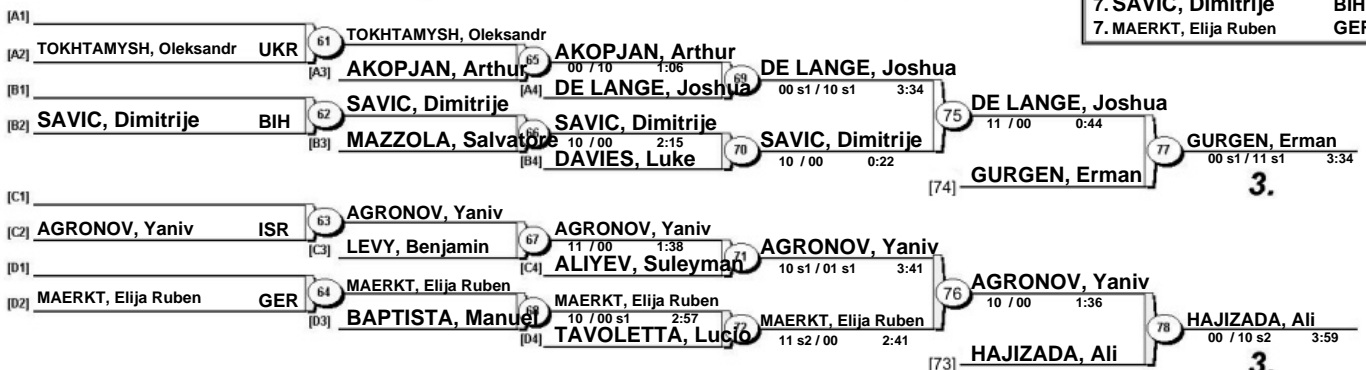 7. SAVIC, Dimitrije BIH
7. MAERKT, Elija Ruben GER
[A1]
[A2] TOKHTAMYSH, Oleksandr UKR
61
TOKHTAMYSH, Oleksandr
[A3] AKOPJAN, Arthur
65
AKOPJAN, Arthur
00 / 10 1:06
[A4] DE LANGE, Joshua
69
DE LANGE, Joshua
00 s1 / 10 s1 3:34
[B1]
[B2] SAVIC, Dimitrije BIH
62
SAVIC, Dimitrije
[B3] MAZZOLA, Salvatore
66
SAVIC, Dimitrije
10 / 00 2:15
[B4] DAVIES, Luke
70
SAVIC, Dimitrije
10 / 00 0:22
75
DE LANGE, Joshua
11 / 00 0:44
[74] GURGEN, Erman
77
GURGEN, Erman
00 s1 / 11 s1 3:34
3.
[C1]
[C2] AGRONOV, Yaniv ISR
63
AGRONOV, Yaniv
[C3] LEVY, Benjamin
67
AGRONOV, Yaniv
11 / 00 1:38
[C4] ALIYEV, Suleyman
71
AGRONOV, Yaniv
10 s1 / 01 s1 3:41
[D1]
[D2] MAERKT, Elija Ruben GER
64
MAERKT, Elija Ruben
[D3] BAPTISTA, Manuel
68
MAERKT, Elija Ruben
10 / 00 s1 2:57
[D4] TAVOLETTA, Lucio
72
MAERKT, Elija Ruben
11 s2 / 00 2:41
76
AGRONOV, Yaniv
10 / 00 1:36
[73] HAJIZADA, Ali
78
HAJIZADA, Ali
00 / 10 s2 3:59
3.